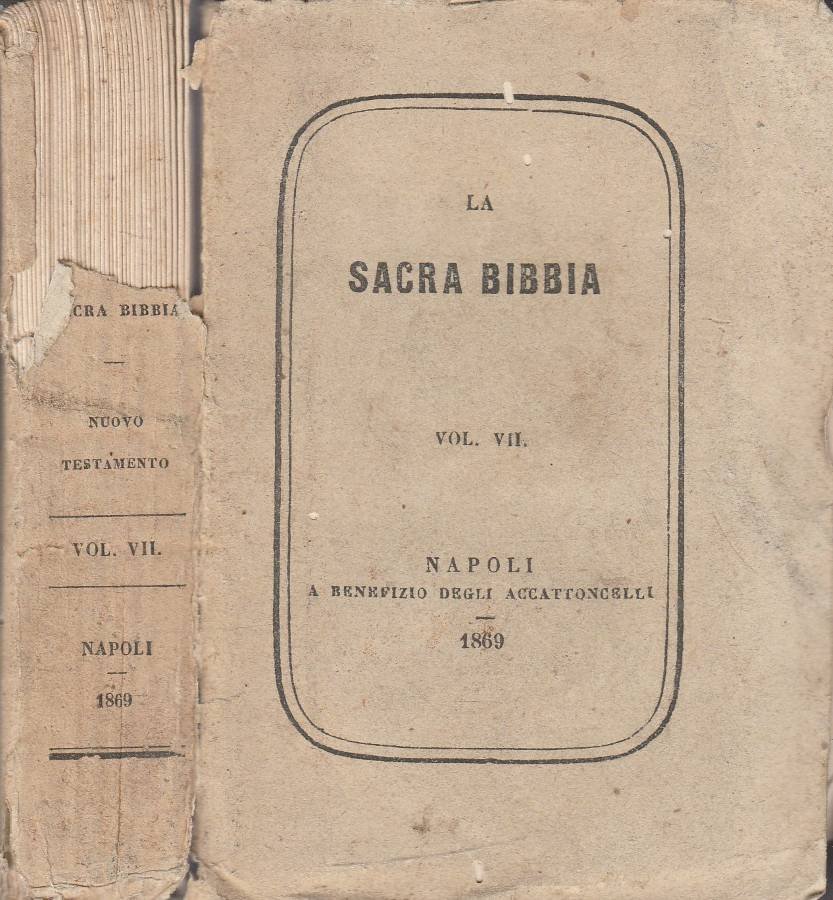 CRA BIBBIA
NUOVO
TESTAMENTO
VOL. VII.
NAPOLI
1869
LA
SACRA BIBBIA
VOL. VII.
NAPOLI
A BENEFIZIO DEGLI ACCATTONCELLI
1869